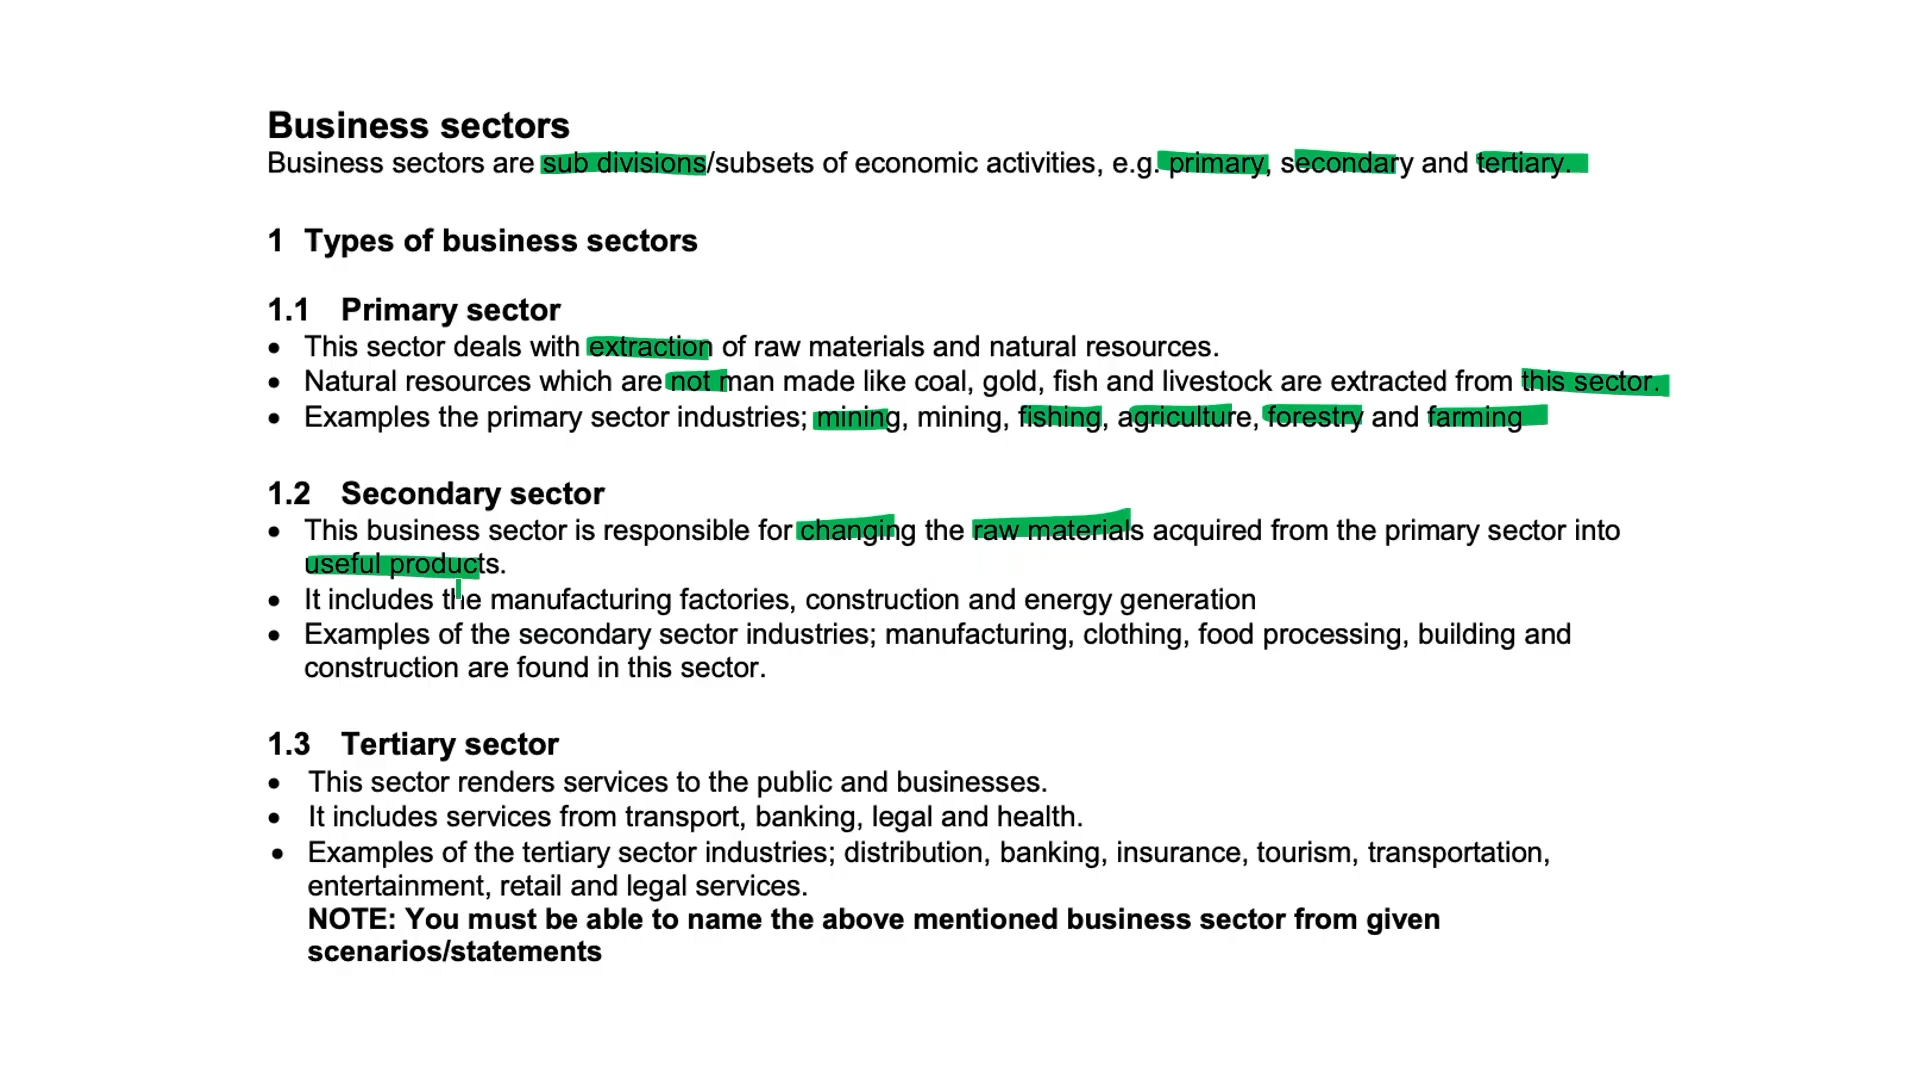 Business sectors
Business sectors are sub divisions/subsets of economic activities, e.g. primary, secondary and tertiary.
1 Types of business sectors
1.1 Primary sector
• This sector deals with extraction of raw materials and natural resources.
• Natural resources which are not man made like coal, gold, fish and livestock are extracted from this sector.
• Examples the primary sector industries; mining, mining, fishing, agriculture, forestry and farming
1.2 Secondary sector
• This business sector is responsible for changing the raw materials acquired from the primary sector into
useful products.
• It includes the manufacturing factories, construction and energy generation
• Examples of the secondary sector industries; manufacturing, clothing, food processing, building and
construction are found in this sector.
1.3 Tertiary sector
• This sector renders services to the public and businesses.
• It includes services from transport, banking, legal and health.
• Examples of the tertiary sector industries; distribution, banking, insurance, tourism, transportation,
entertainment, retail and legal services.
NOTE: You must be able to name the above mentioned business sector from given
scenarios/statements